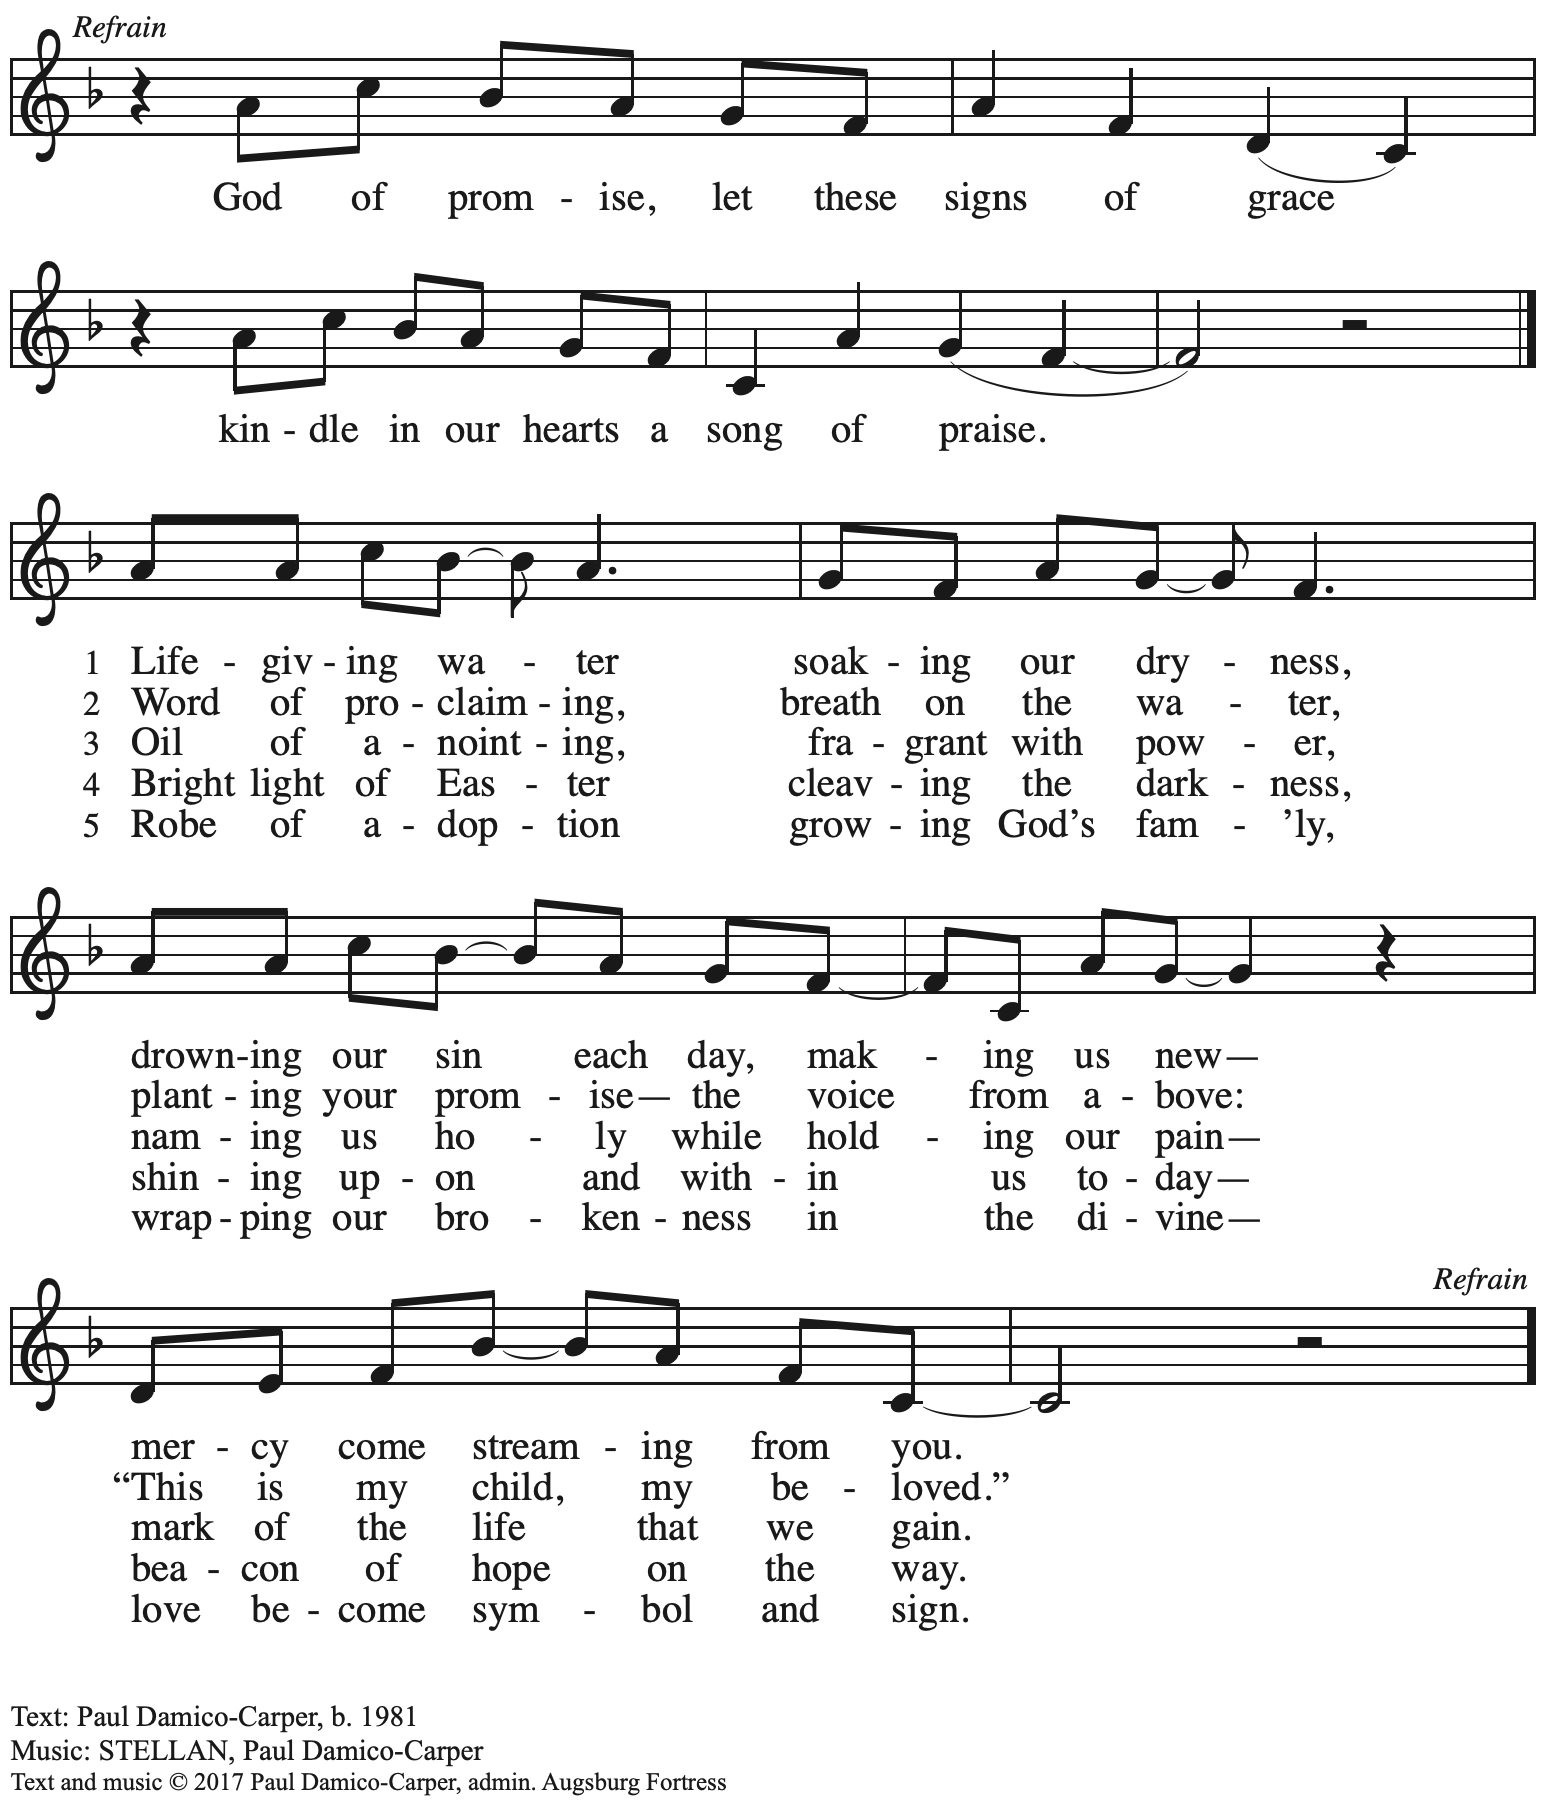 Refrain
God of prom - ise, let these signs of grace
kin - dle in our hearts a song of praise.
1 Life - giv - ing wa - ter soak - ing our dry - ness,
2 Word of pro - claim - ing, breath on the wa - ter,
3 Oil of a - noint - ing, fra - grant with pow - er,
4 Bright light of Eas - ter cleav - ing the dark - ness,
5 Robe of a - dop - tion grow - ing God's fam - 'ly,
drown - ing our sin each day, mak - ing us new—
plant - ing your prom - ise— the voice from a - bove:
nam - ing us ho - ly while hold - ing our pain—
shin - ing up - on and with - in us to - day—
wrap - ping our bro - ken - ness in the di - vine—
Refrain
mer - cy come stream - ing from you.
“This is my child, my be - loved.”
mark of the life that we gain.
bea - con of hope on the way.
love be - come sym - bol and sign.
Text: Paul Damico-Carper, b. 1981
Music: STELLAN, Paul Damico-Carper
Text and music © 2017 Paul Damico-Carper, admin. Augsburg Fortress